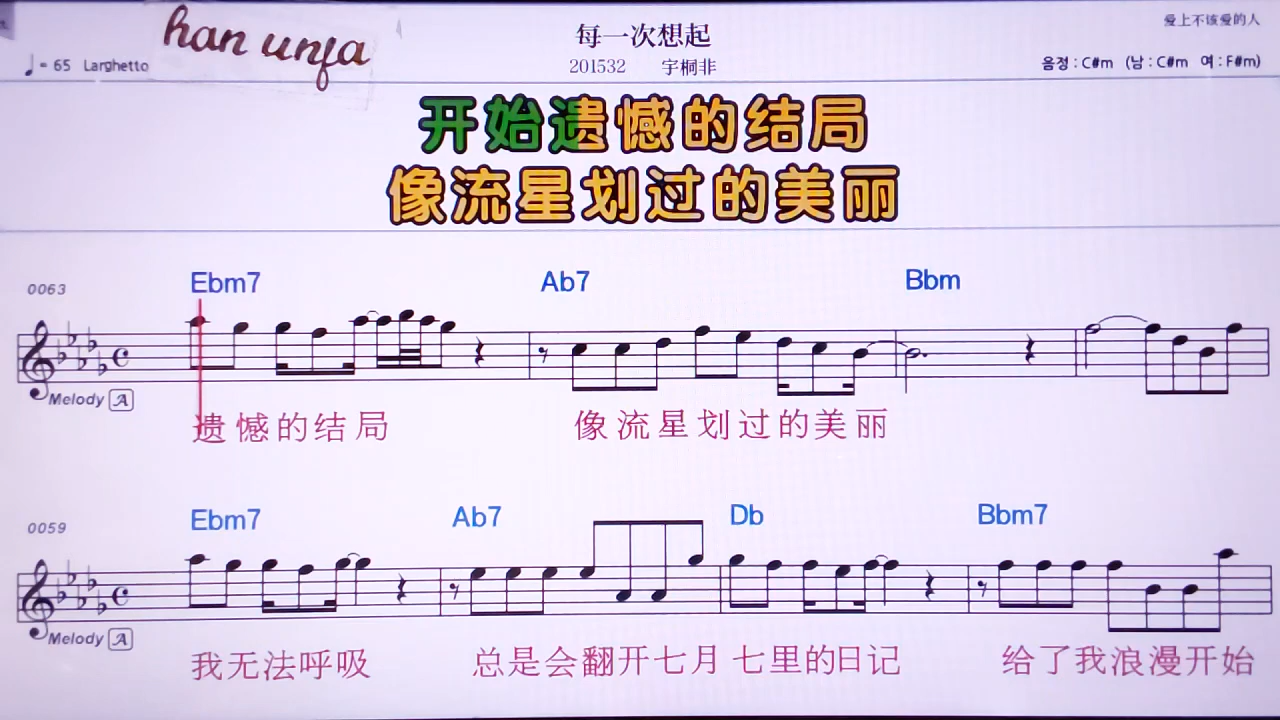 han unfa
每一次想起
爱上不该爱的人
♩= 65 Larghetto
201532 宇桐非
음정 : C#m (남 : C#m 여 : F#m)
开始遗憾的结局
像流星划过的美丽
0063
Ebm7 Ab7 Bbm
Melody A
遗憾的结局 像流星划过的美丽
0059
Ebm7 Ab7 Db Bbm7
Melody A
我无法呼吸 总是会翻开七月七里的日记 给了我浪漫开始